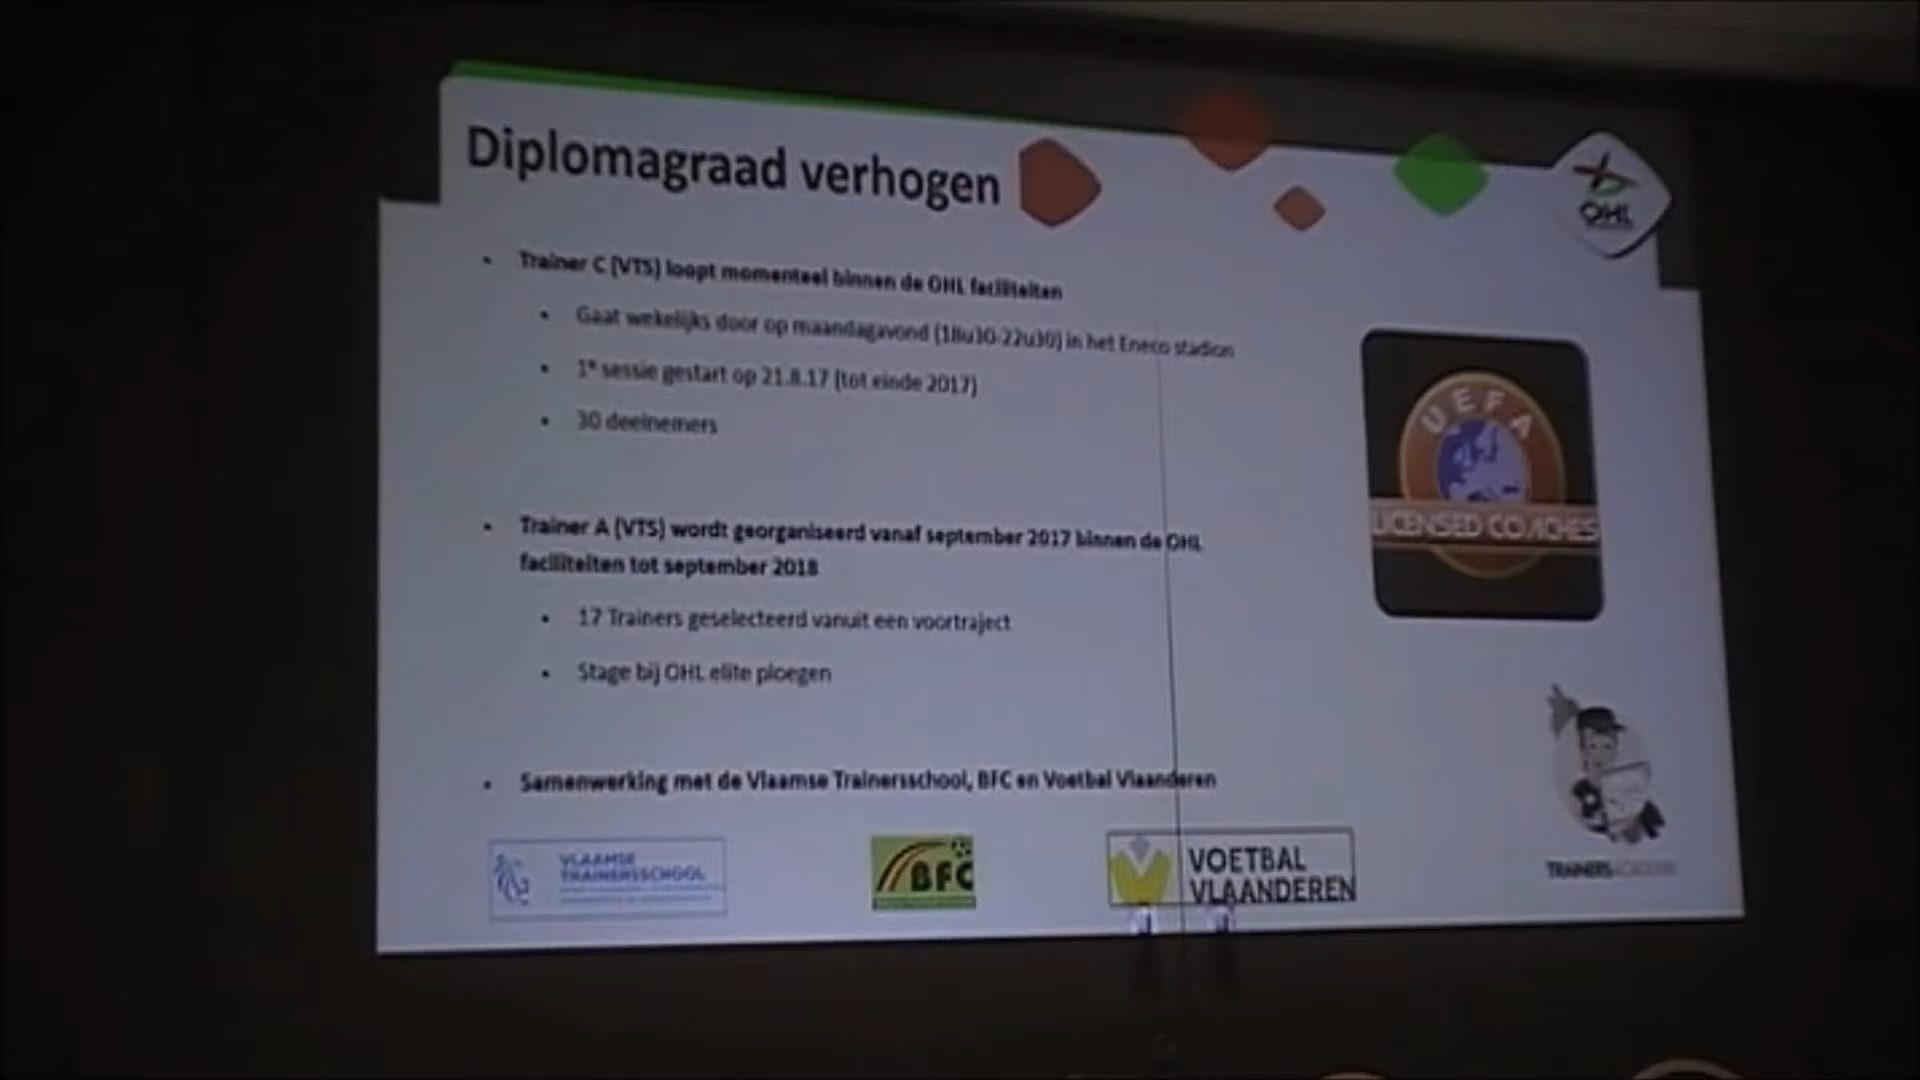 Diplomagraad verhogen
OHL
• Trainer C (VTS) loopt momenteel binnen de OHL faciliteiten
• Gaat wekelijks door op maandagavond (18u30-22u30) in het Eneco stadion
• 1e sessie gestart op 21.8.17 (tot einde 2017)
• 30 deelnemers
UEFA
LICENSED COACHES
• Trainer A (VTS) wordt georganiseerd vanaf september 2017 binnen de OHL
faciliteiten tot september 2018
• 17 Trainers geselecteerd vanuit een voortraject
• Stage bij OHL elite ploegen
• Samenwerking met de Vlaamse Trainersschool, BFC en Voetbal Vlaanderen
VLAAMSE
TRAINERSSCHOOL
BFC
VOETBAL
VLAANDEREN
TRAINERSACADEMIE